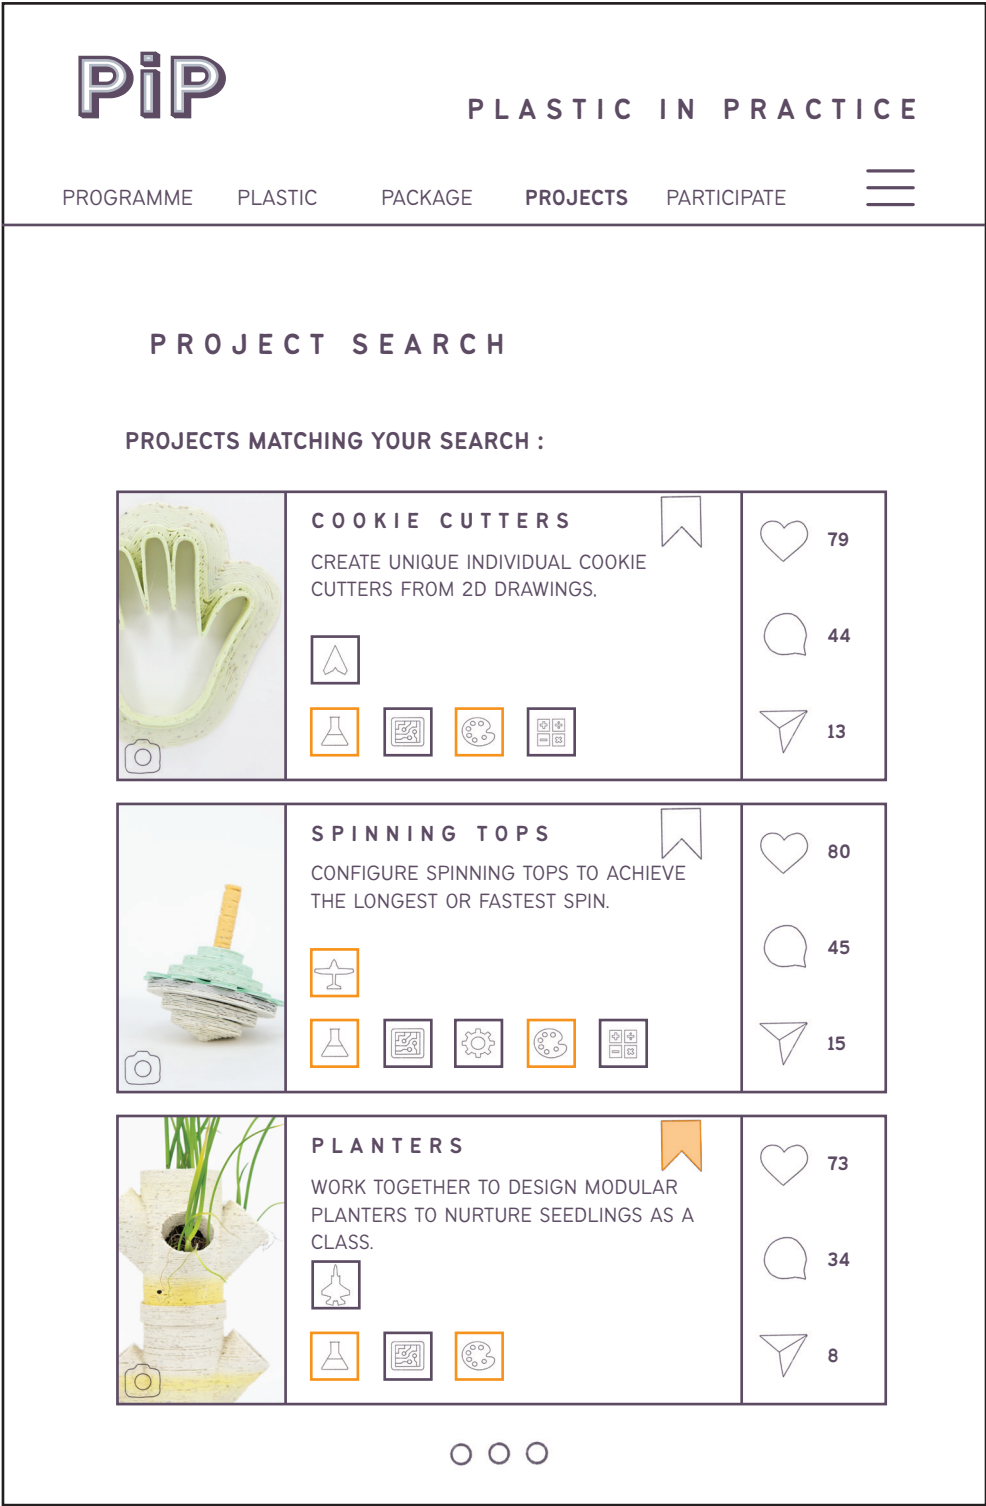 PiP
PLASTIC IN PRACTICE
PROGRAMME PLASTIC PACKAGE PROJECTS PARTICIPATE
PROJECT SEARCH
PROJECTS MATCHING YOUR SEARCH :
COOKIE CUTTERS
CREATE UNIQUE INDIVIDUAL COOKIE
CUTTERS FROM 2D DRAWINGS.
79
44
13
SPINNING TOPS
CONFIGURE SPINNING TOPS TO ACHIEVE
THE LONGEST OR FASTEST SPIN.
80
45
15
PLANTERS
WORK TOGETHER TO DESIGN MODULAR
PLANTERS TO NURTURE SEEDLINGS AS A
CLASS.
73
34
8